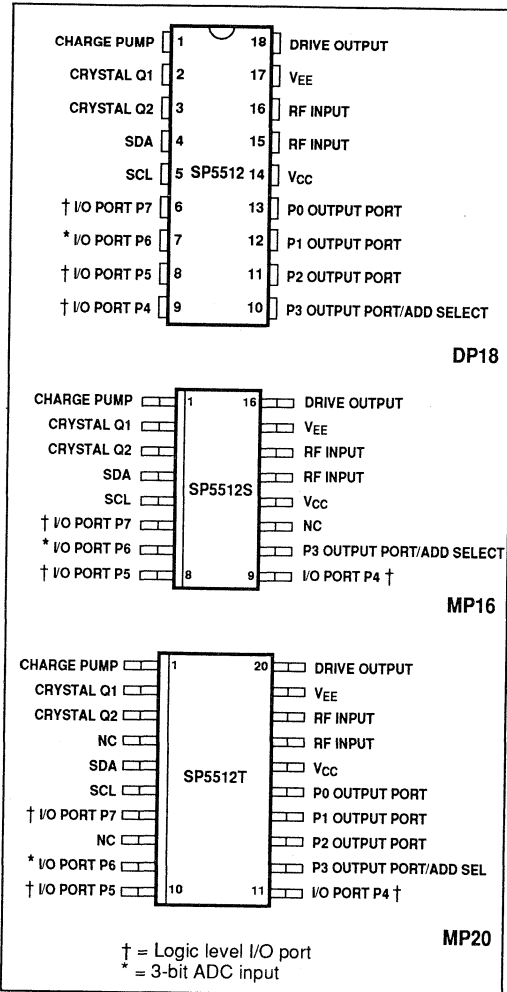 CHARGE PUMP 1 18 DRIVE OUTPUT
CRYSTAL Q1 2 17 VEE
CRYSTAL Q2 3 16 RF INPUT
SDA 4 15 RF INPUT
SCL 5 SP5512 14 VCC
† I/O PORT P7 6 13 P0 OUTPUT PORT
* I/O PORT P6 7 12 P1 OUTPUT PORT
† I/O PORT P5 8 11 P2 OUTPUT PORT
† I/O PORT P4 9 10 P3 OUTPUT PORT/ADD SELECT
DP18
CHARGE PUMP 1 16 DRIVE OUTPUT
CRYSTAL Q1 VEE
CRYSTAL Q2 RF INPUT
SDA RF INPUT
SP5512S
SCL VCC
† I/O PORT P7 NC
* I/O PORT P6 P3 OUTPUT PORT/ADD SELECT
† I/O PORT P5 8 9 I/O PORT P4 †
MP16
CHARGE PUMP 1 20 DRIVE OUTPUT
CRYSTAL Q1 VEE
CRYSTAL Q2 RF INPUT
NC RF INPUT
SDA VCC
SP5512T
SCL P0 OUTPUT PORT
† I/O PORT P7 P1 OUTPUT PORT
NC P2 OUTPUT PORT
* I/O PORT P6 P3 OUTPUT PORT/ADD SEL
† I/O PORT P5 10 11 I/O PORT P4 †
MP20
† = Logic level I/O port
* = 3-bit ADC input